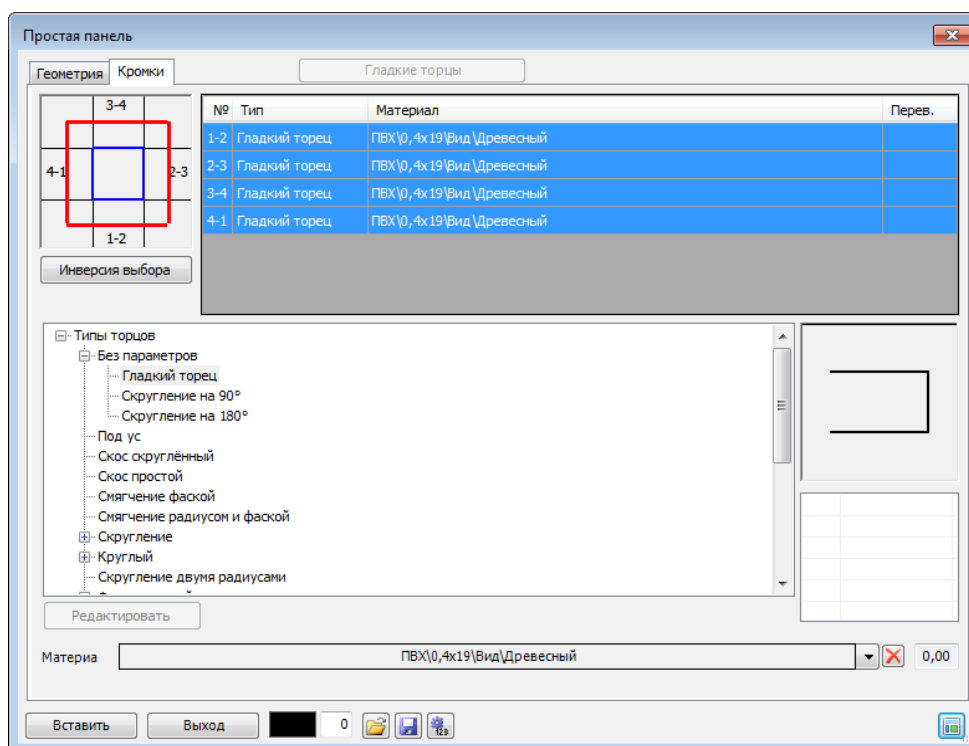 Простая панель
Геометрия Кромки Гладкие торцы
3-4
4-1 2-3
1-2
Инверсия выбора
№ Тип Материал Перев.
1-2 Гладкий торец ПВХ\0,4x19\Вид\Древесный
2-3 Гладкий торец ПВХ\0,4x19\Вид\Древесный
3-4 Гладкий торец ПВХ\0,4x19\Вид\Древесный
4-1 Гладкий торец ПВХ\0,4x19\Вид\Древесный
Типы торцов
Без параметров
Гладкий торец
Скругление на 90°
Скругление на 180°
Под ус
Скос скруглённый
Скос простой
Смягчение фаской
Смягчение радиусом и фаской
Скругление
Круглый
Скругление двумя радиусами
Редактировать
Материа ПВХ\0,4x19\Вид\Древесный 0,00
Вставить Выход 0 123